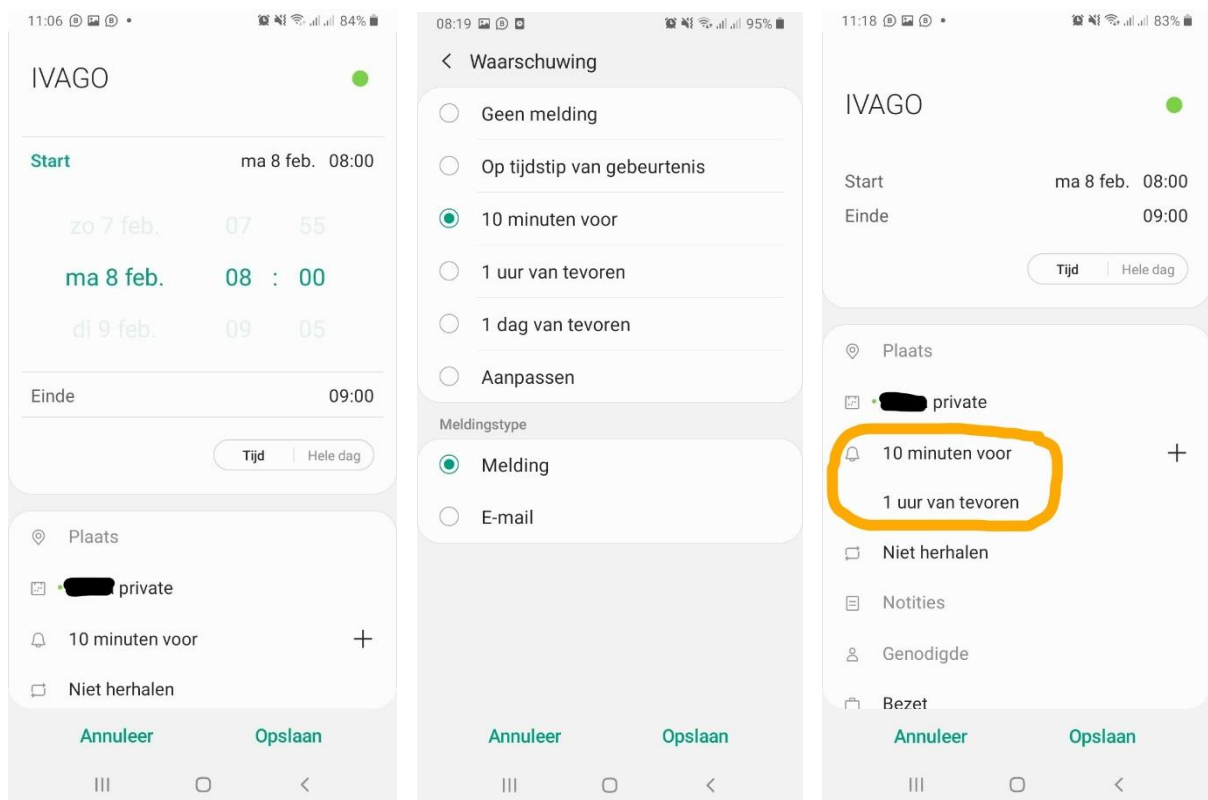 11:06
84%
IVAGO
Start ma 8 feb. 08:00
zo 7 feb. 07 55
ma 8 feb. 08 : 00
di 9 feb. 09 05
Einde 09:00
Tijd Hele dag
Plaats
private
10 minuten voor +
Niet herhalen
Annuleer Opslaan
08:19
95%
Waarschuwing
Geen melding
Op tijdstip van gebeurtenis
10 minuten voor
1 uur van tevoren
1 dag van tevoren
Aanpassen
Meldingstype
Melding
E-mail
Annuleer Opslaan
11:18
83%
IVAGO
Start ma 8 feb. 08:00
Einde 09:00
Tijd Hele dag
Plaats
private
10 minuten voor +
1 uur van tevoren
Niet herhalen
Notities
Genodigde
Bezet
Annuleer Opslaan